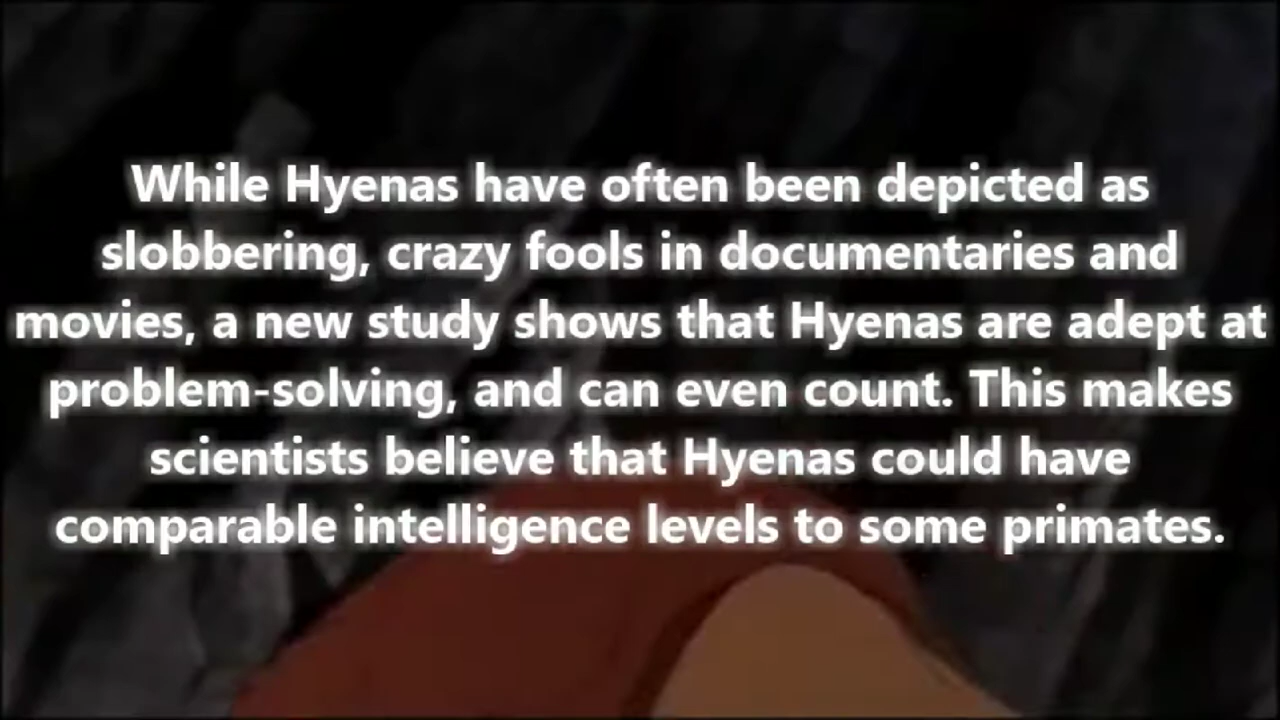 While Hyenas have often been depicted as
slobbering, crazy fools in documentaries and
movies, a new study shows that Hyenas are adept at
problem-solving, and can even count. This makes
scientists believe that Hyenas could have
comparable intelligence levels to some primates.